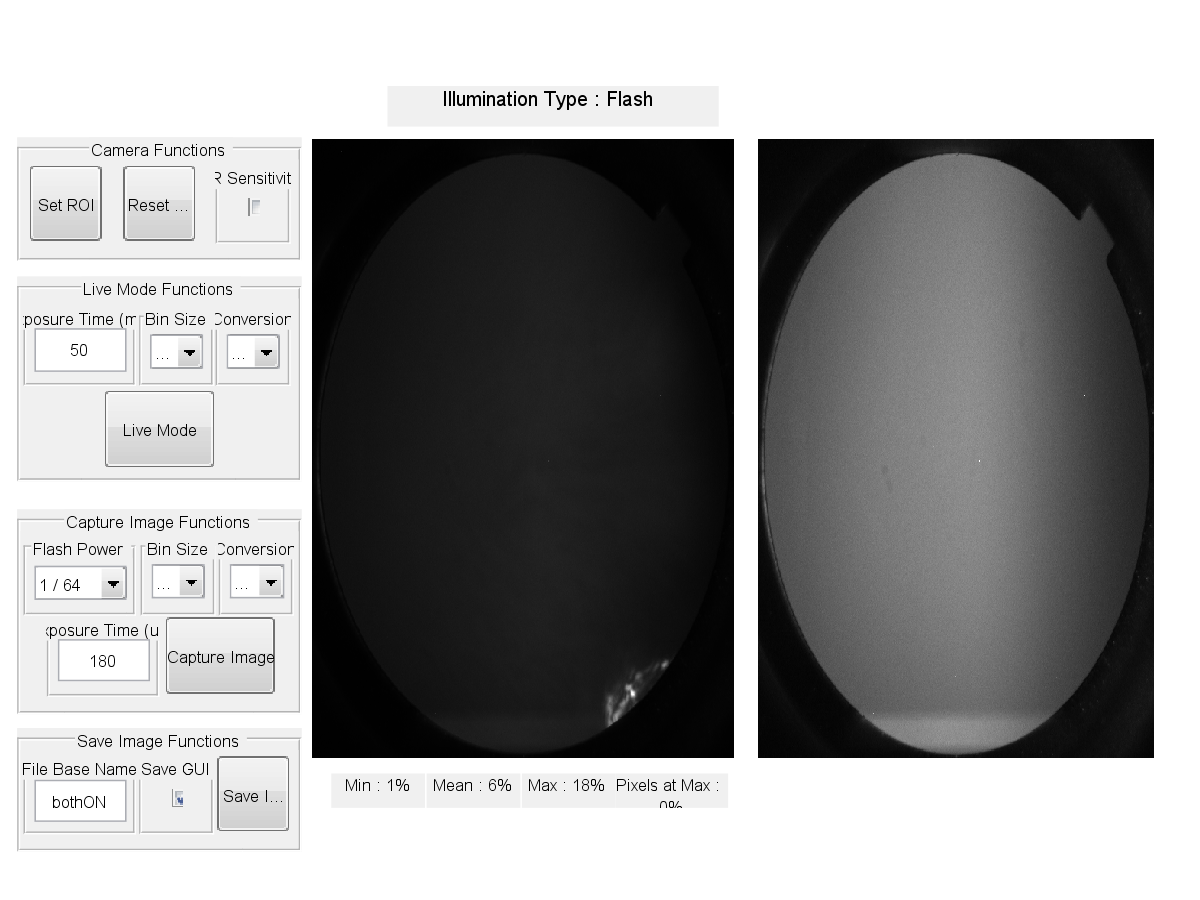 Illumination Type : Flash
Camera Functions
Set ROI
Reset ...
R Sensitivit
Live Mode Functions
posure Time (m
Bin Size
Conversion
50
...
...
Live Mode
Capture Image Functions
Flash Power
Bin Size
Conversion
1 / 64
...
...
xposure Time (u
180
Capture Image
Save Image Functions
File Base Name
Save GUI
bothON
Save I...
Min : 1%
Mean : 6%
Max : 18%
Pixels at Max :
0%